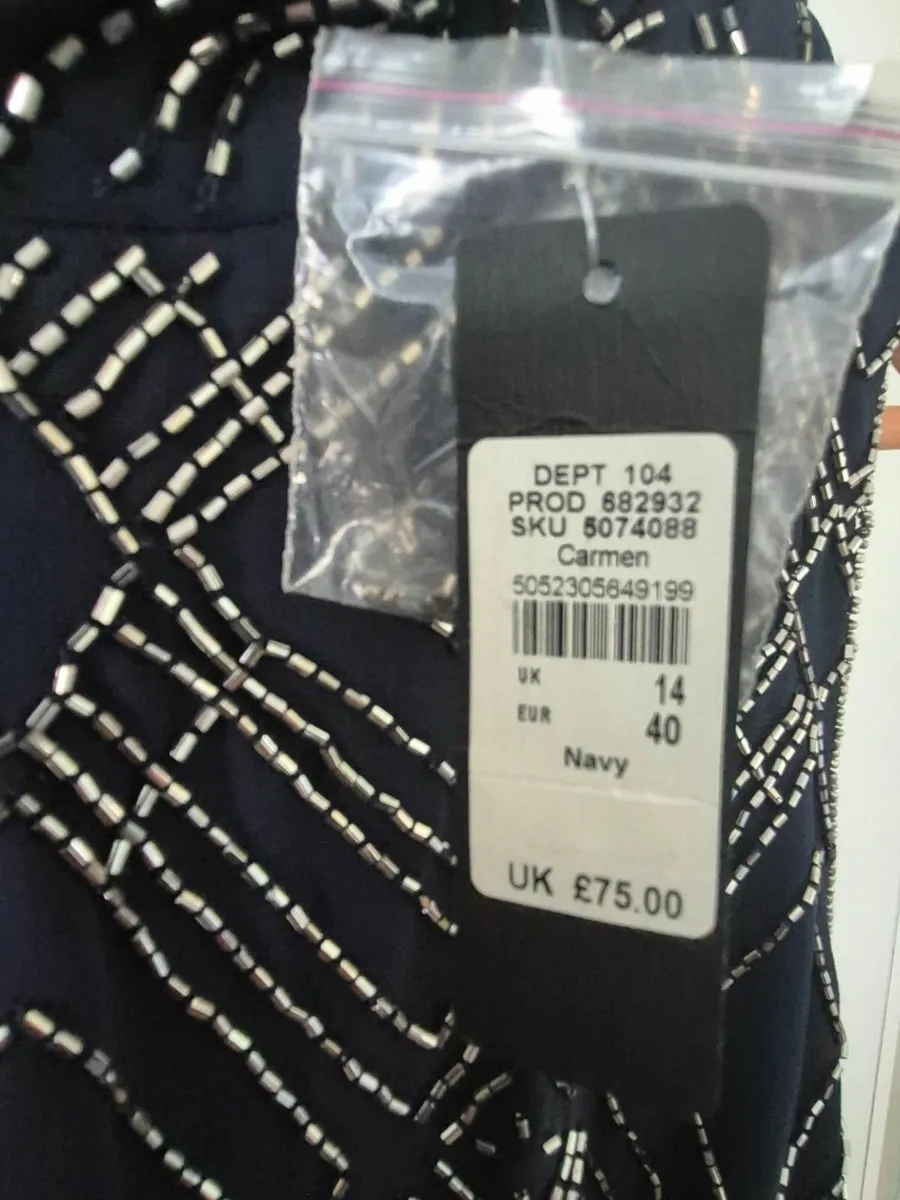 DEPT 104
PROD 682932
SKU 5074088
Carmen
5052305649199
UK 14
EUR 40
Navy
UK £75.00